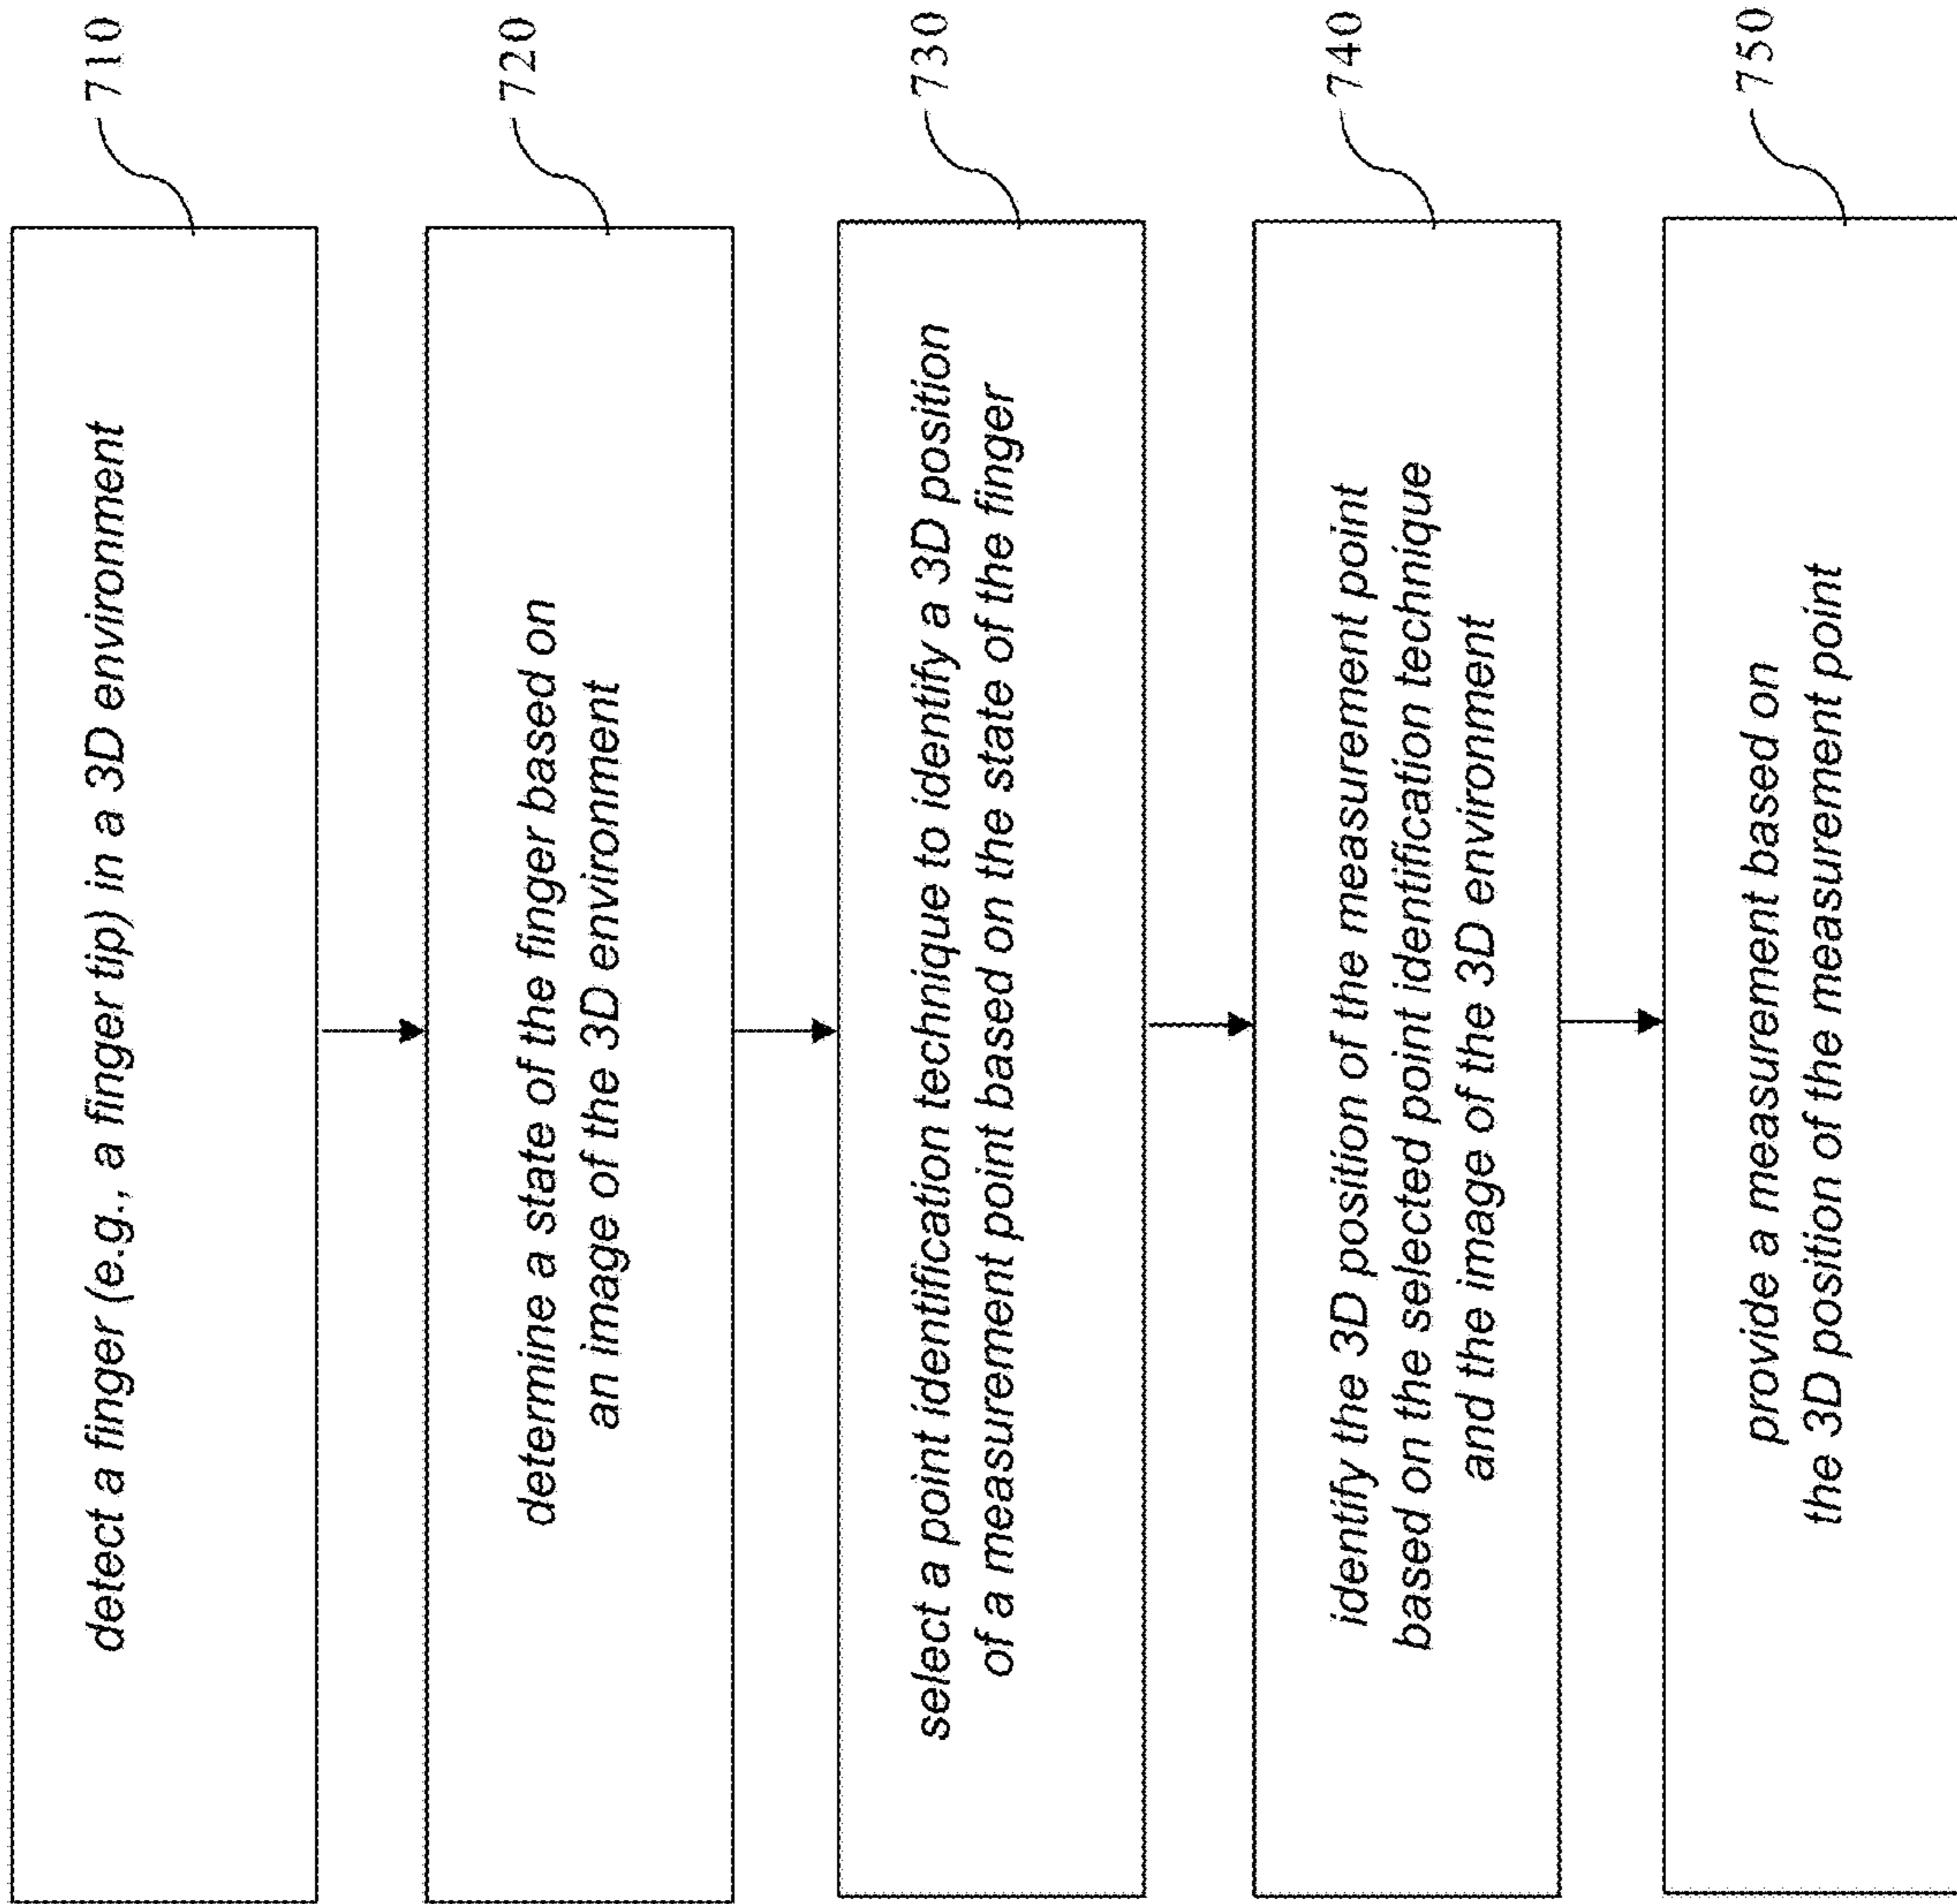 detect a finger (e.g., a finger tip) in a 3D environment
710
determine a state of the finger based on
an image of the 3D environment
720
select a point identification technique to identify a 3D position
of a measurement point based on the state of the finger
730
identify the 3D position of the measurement point
based on the selected point identification technique
and the image of the 3D environment
740
provide a measurement based on
the 3D position of the measurement point
750